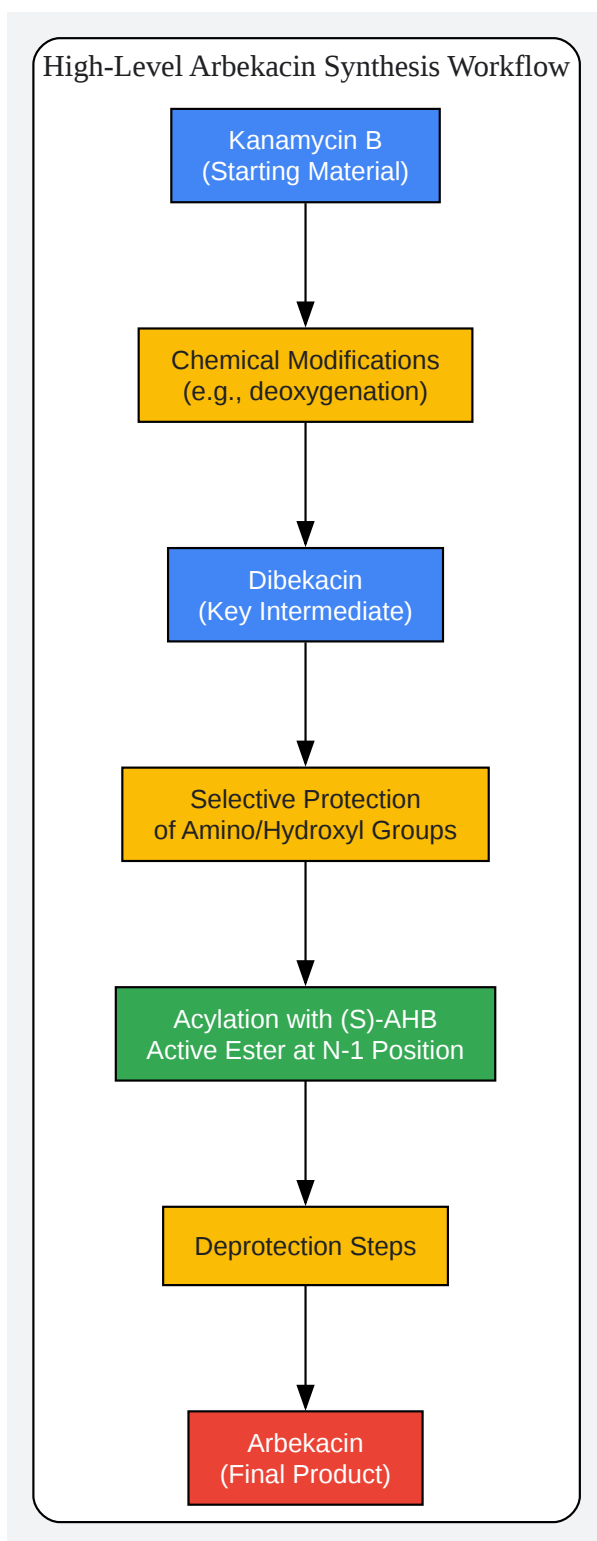 High-Level Arbekacin Synthesis Workflow
Kanamycin B
(Starting Material)
Chemical Modifications
(e.g., deoxygenation)
Dibekacin
(Key Intermediate)
Selective Protection
of Amino/Hydroxyl Groups
Acylation with (S)-AHB
Active Ester at N-1 Position
Deprotection Steps
Arbekacin
(Final Product)